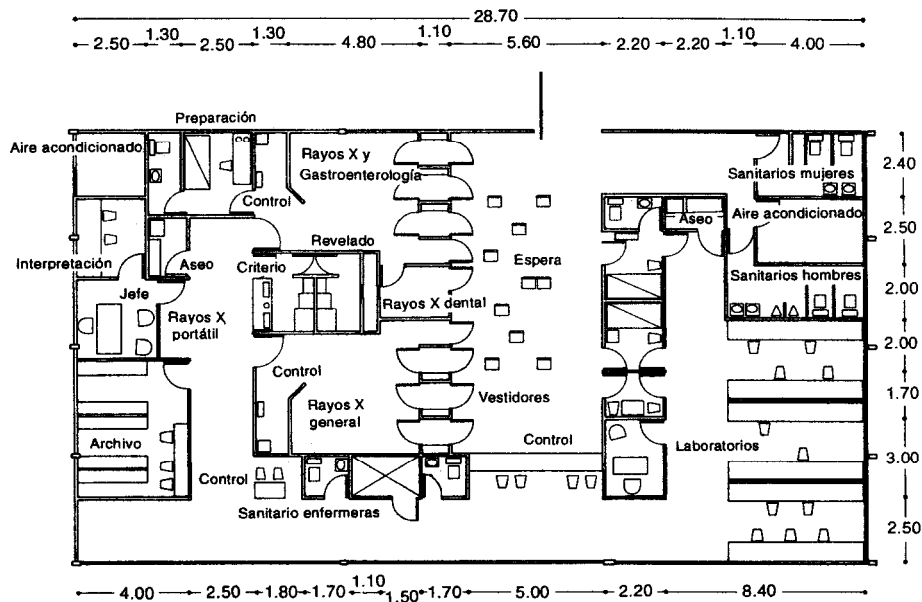 28.70
2.50 1.30 2.50 1.30 4.80 1.10 5.60 2.20 2.20 1.10 4.00
Preparación
Aire acondicionado
Rayos X y
Gastroenterología
Sanitarios mujeres
2.40
Control
Aseo
Aire acondicionado
2.50
Revelado
Interpretación
Aseo
Criterio
Espera
Sanitarios hombres
Jefe
Rayos X dental
2.00
Rayos X
portátil
2.00
Control
Vestidores
1.70
Rayos X
general
Archivo
Control
Laboratorios
3.00
Control
Sanitario enfermeras
2.50
4.00 2.50 1.80 1.70 1.10 1.50 1.70 5.00 2.20 8.40